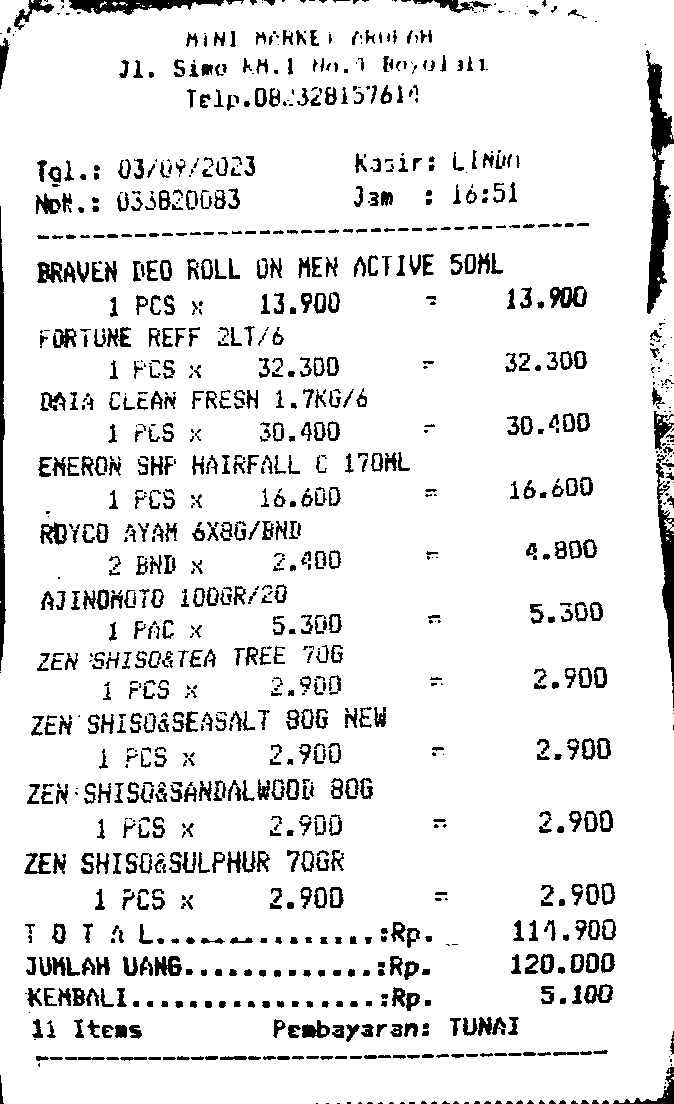 MINI MARKET
Jl. Simo KM.1 No.4 Boyolali
Telp.082328157614
Tgl.: 03/09/2023 Kasir: LINDA
NoN.: 033820083 Jam : 16:51
BRAVEN DEO ROLL ON MEN ACTIVE 50ML
1 PCS x 13.900 = 13.900
FORTUNE REFF 2LT/6
1 PCS x 32.300 = 32.300
DAIA CLEAN FRESH 1.7KG/6
1 PCS x 30.400 = 30.400
EMERON SHP HAIRFALL C 170ML
1 PCS x 16.600 = 16.600
ROYCO AYAM 6X8G/BND
2 BND x 2.400 = 4.800
AJINOMOTO 100GR/20
1 PAC x 5.300 = 5.300
ZEN SHISO&TEA TREE 70G
1 PCS x 2.900 = 2.900
ZEN SHISO&SEASALT 80G NEW
1 PCS x 2.900 = 2.900
ZEN SHISO&SANDALWOOD 80G
1 PCS x 2.900 = 2.900
ZEN SHISO&SULPHUR 70GR
1 PCS x 2.900 = 2.900
T O T A L................:Rp. 114.900
JUMLAH UANG..............:Rp. 120.000
KEMBALI..................:Rp. 5.100
11 Items Pembayaran: TUNAI